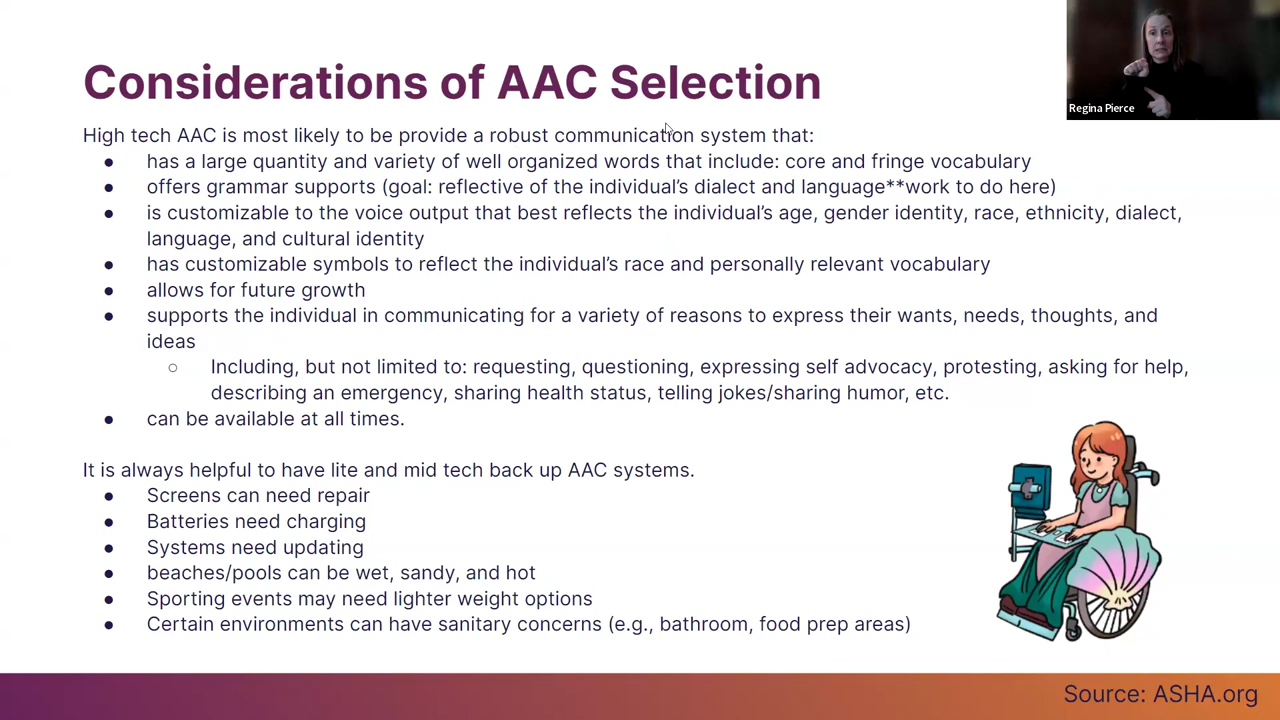 Regina Pierce
Considerations of AAC Selection
High tech AAC is most likely to be provide a robust communication system that:
● has a large quantity and variety of well organized words that include: core and fringe vocabulary
● offers grammar supports (goal: reflective of the individual's dialect and language**work to do here)
● is customizable to the voice output that best reflects the individual's age, gender identity, race, ethnicity, dialect,
language, and cultural identity
● has customizable symbols to reflect the individual's race and personally relevant vocabulary
● allows for future growth
● supports the individual in communicating for a variety of reasons to express their wants, needs, thoughts, and
ideas
○ Including, but not limited to: requesting, questioning, expressing self advocacy, protesting, asking for help,
describing an emergency, sharing health status, telling jokes/sharing humor, etc.
● can be available at all times.
It is always helpful to have lite and mid tech back up AAC systems.
● Screens can need repair
● Batteries need charging
● Systems need updating
● beaches/pools can be wet, sandy, and hot
● Sporting events may need lighter weight options
● Certain environments can have sanitary concerns (e.g., bathroom, food prep areas)
Source: ASHA.org